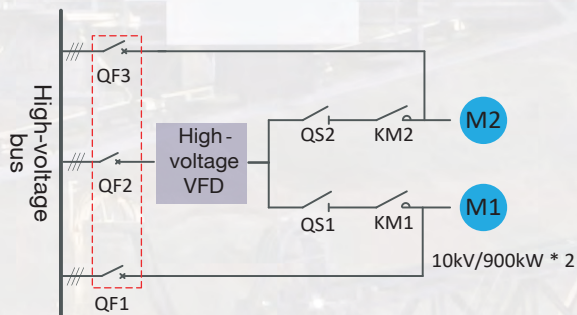 High-voltage
bus
QF3
QF2
QF1
High-
voltage
VFD
QS2
KM2
M2
QS1
KM1
M1
10kV/900kW * 2